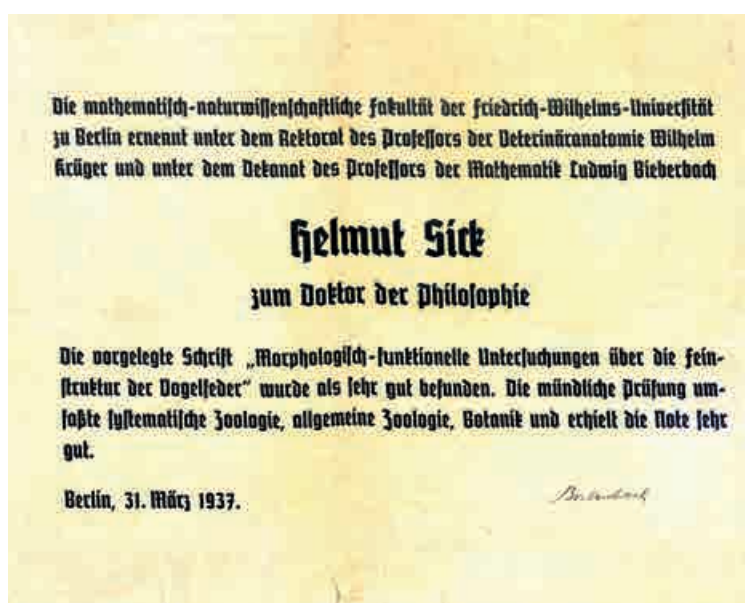 Die mathematisch-naturwissenschaftliche Fakultät der Friedrich-Wilhelms-Universität
zu Berlin ernennt unter dem Rektorat des Professors der Veterinäranatomie Wilhelm
Krüger und unter dem Dekanat des Professors der Mathematik Ludwig Bieberbach
Helmut Sick
zum Doktor der Philosophie
Die vorgelegte Schrift „Morphologisch-funktionelle Untersuchungen über die Fein-
struktur der Vogelfeder“ wurde als sehr gut befunden. Die mündliche Prüfung um-
faßte systematische Zoologie, allgemeine Zoologie, Botanik und erhielt die Note sehr
gut.
Berlin, 31. März 1937.
Bieberbach